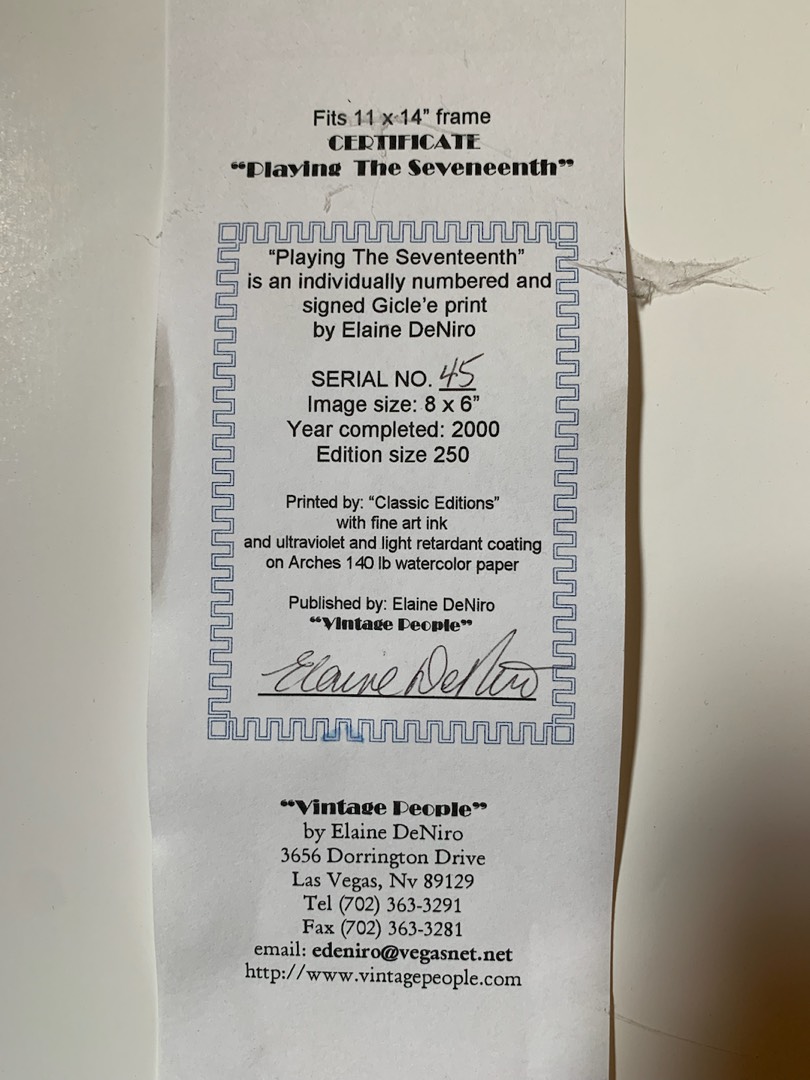 Fits 11 x 14” frame
CERTIFICATE
“Playing The Seveneenth”
“Playing The Seventeenth”
is an individually numbered and
signed Gicle’e print
by Elaine DeNiro
SERIAL NO. 45
Image size: 8 x 6”
Year completed: 2000
Edition size 250
Printed by: “Classic Editions”
with fine art ink
and ultraviolet and light retardant coating
on Arches 140 lb watercolor paper
Published by: Elaine DeNiro
“Vintage People”
Elaine DeNiro
“Vintage People”
by Elaine DeNiro
3656 Dorrington Drive
Las Vegas, Nv 89129
Tel (702) 363-3291
Fax (702) 363-3281
email: edeniro@vegasnet.net
http://www.vintagepeople.com